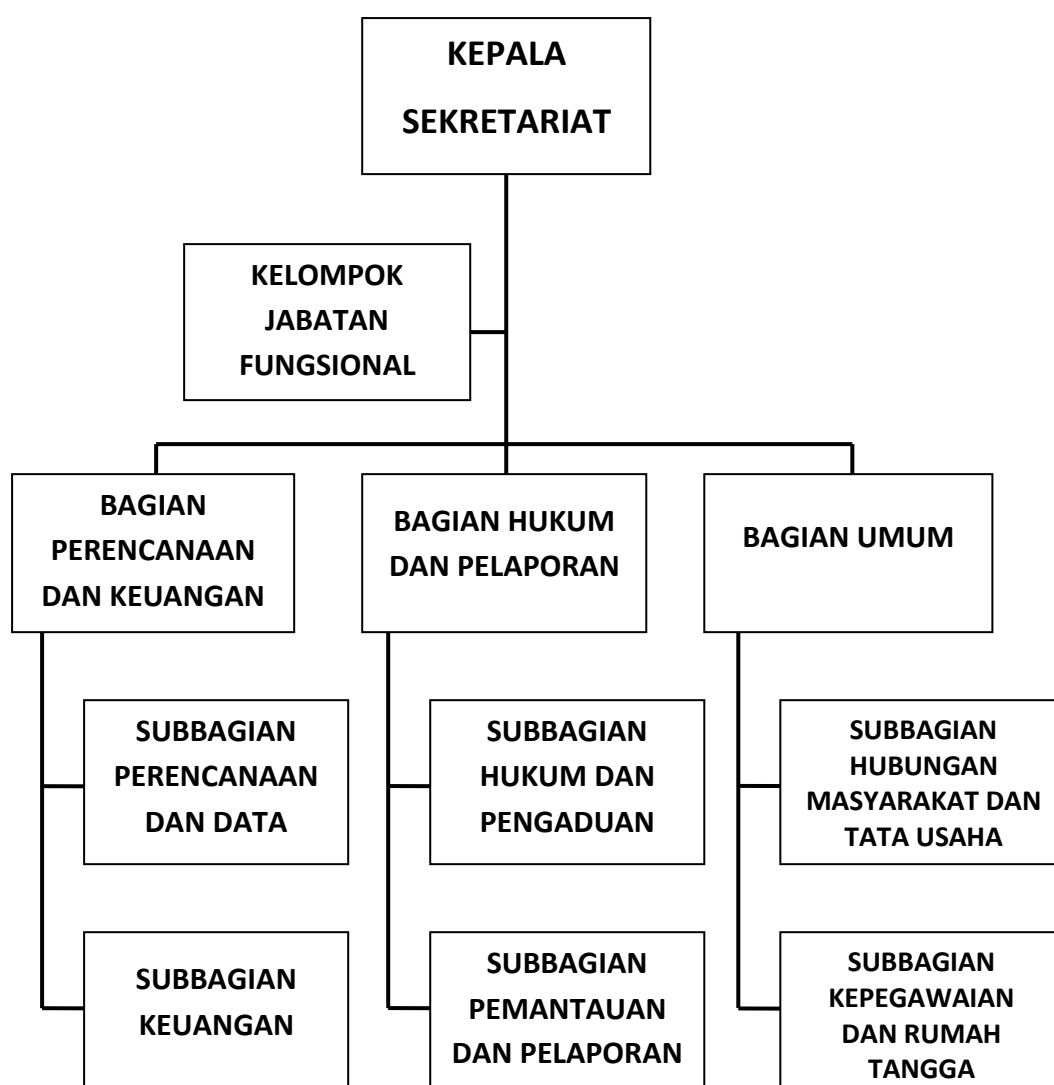 KEPALA
SEKRETARIAT
KELOMPOK
JABATAN
FUNGSIONAL
BAGIAN
PERENCANAAN
DAN KEUANGAN
BAGIAN HUKUM
DAN PELAPORAN
BAGIAN UMUM
SUBBAGIAN
PERENCANAAN
DAN DATA
SUBBAGIAN
HUKUM DAN
PENGADUAN
SUBBAGIAN
HUBUNGAN
MASYARAKAT DAN
TATA USAHA
SUBBAGIAN
KEUANGAN
SUBBAGIAN
PEMANTAUAN
DAN PELAPORAN
SUBBAGIAN
KEPEGAWAIAN
DAN RUMAH
TANGGA